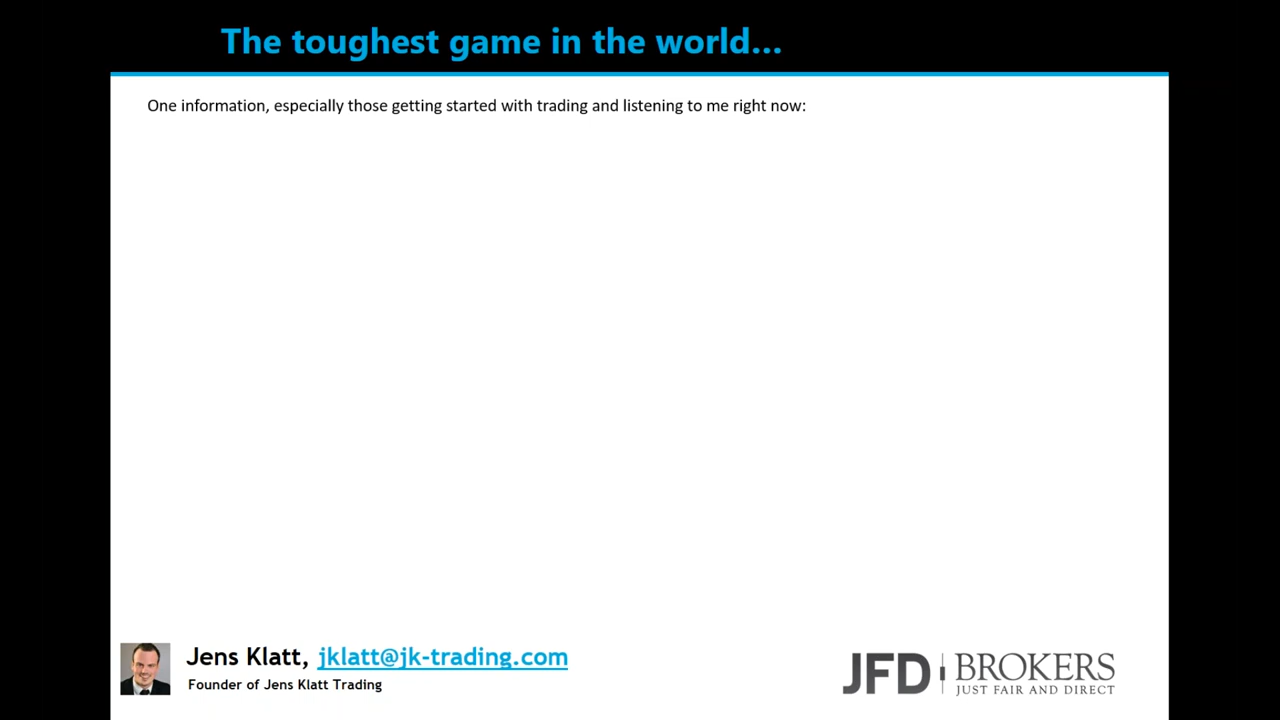 The toughest game in the world...
One information, especially those getting started with trading and listening to me right now:
Jens Klatt, jklatt@jk-trading.com
Founder of Jens Klatt Trading
JFD BROKERS
JUST FAIR AND DIRECT